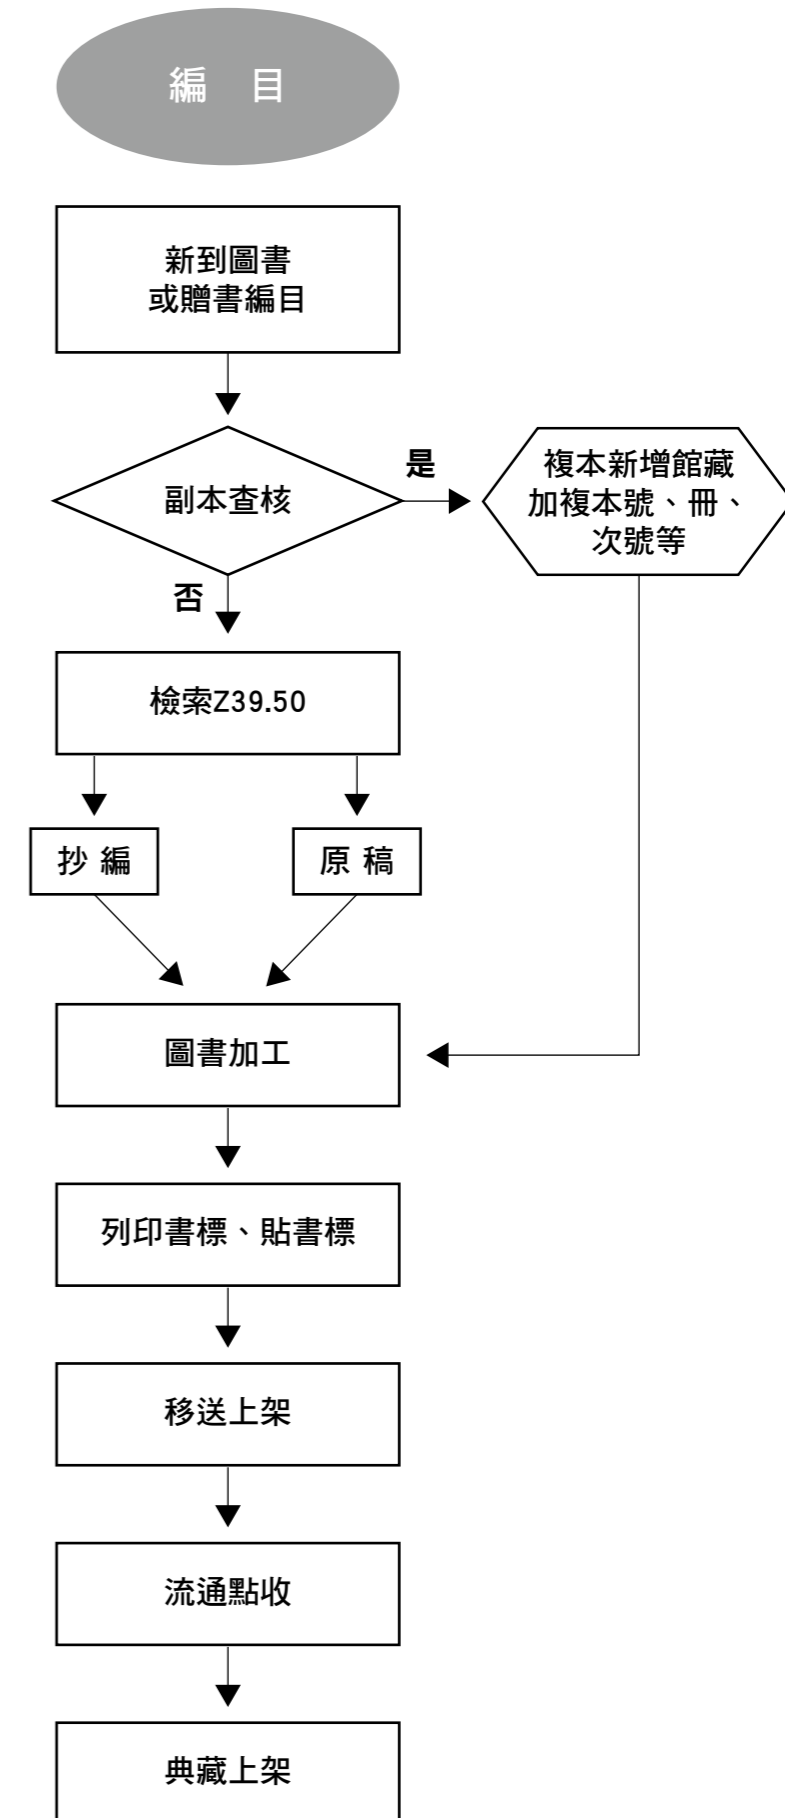 編 目
新到圖書
或贈書編目
副本查核
是
複本新增館藏
加複本號、冊、
次號等
否
檢索Z39.50
抄 編
原 稿
圖書加工
列印書標、貼書標
移送上架
流通點收
典藏上架